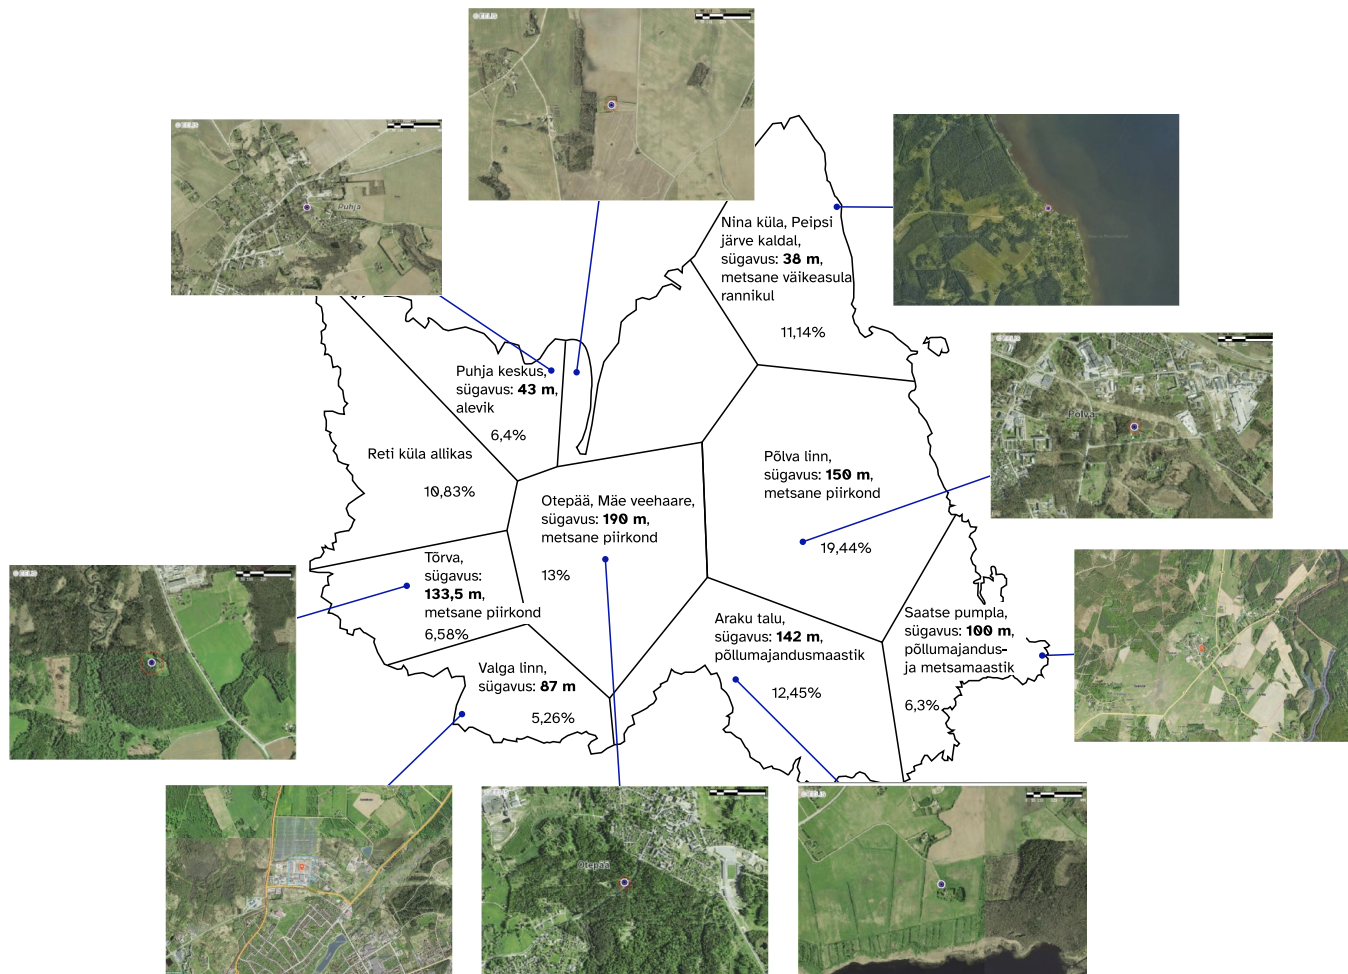 © EELIS
© EELIS
Puhja
Nina küla, Peipsi
järve kaldal,
sügavus: 38 m,
metsane väikeasula
rannikul
11,14%
Puhja keskus,
sügavus: 43 m,
alevik
6,4%
Reti küla allikas
10,83%
Põlva
Põlva linn,
sügavus: 150 m,
metsane piirkond
19,44%
Otepää, Mäe veehaare,
sügavus: 190 m,
metsane piirkond
13%
Tõrva,
sügavus:
133,5 m,
metsane piirkond
6,58%
Araku talu,
sügavus: 142 m,
põllumajandusmaastik
12,45%
Saatse pumpla,
sügavus: 100 m,
põllumajandus-
ja metsamaastik
6,3%
Valga linn,
sügavus: 87 m
5,26%
Otepää